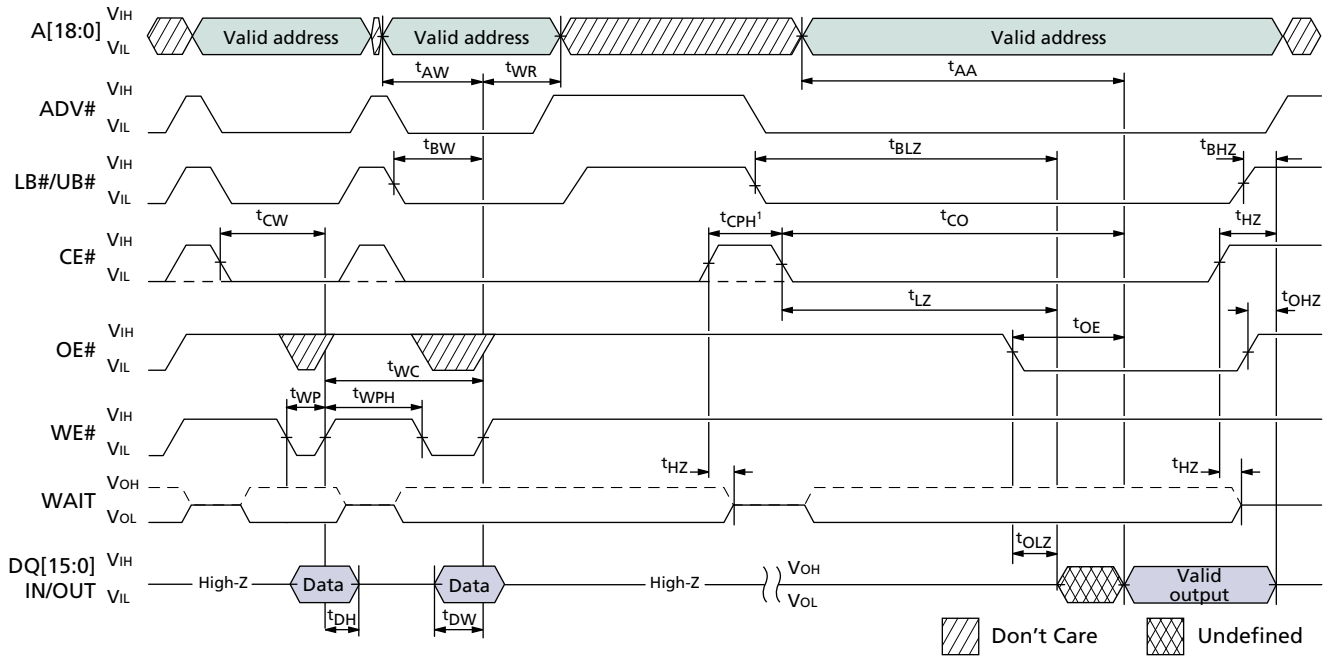 A[18:0] VIH VIL Valid address Valid address Valid address
tAW tWR tAA
ADV# VIH VIL
tBW tBLZ tBHZ
LB#/UB# VIH VIL
tCW tCPH¹ tCO tHZ
CE# VIH VIL
tLZ tOHZ
OE# VIH VIL tOE
tWC
tWP tWPH
WE# VIH VIL
tHZ tHZ
WAIT VOH VOL
tOLZ
DQ[15:0] IN/OUT VIH VIL High-Z Data Data High-Z VOH VOL Valid output
tDH tDW
Don't Care Undefined